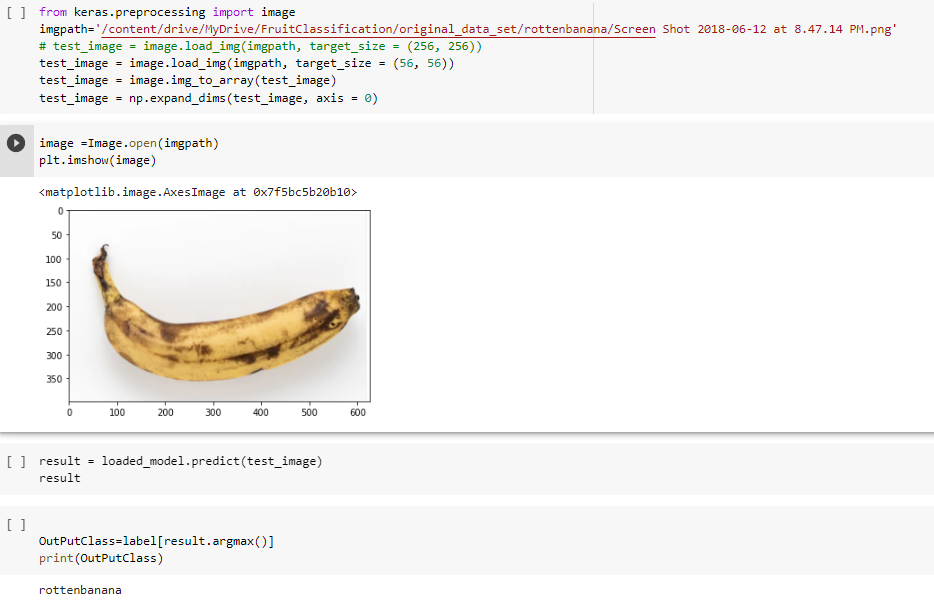 [ ] from keras.preprocessing import image
imgpath='/content/drive/MyDrive/FruitClassification/original_data_set/rottenbanana/Screen Shot 2018-06-12 at 8.47.14 PM.png'
# test_image = image.load_img(imgpath, target_size = (256, 256))
test_image = image.load_img(imgpath, target_size = (56, 56))
test_image = image.img_to_array(test_image)
test_image = np.expand_dims(test_image, axis = 0)
image =Image.open(imgpath)
plt.imshow(image)
<matplotlib.image.AxesImage at 0x7f5bc5b20b10>
0
50
100
150
200
250
300
350
0 100 200 300 400 500 600
[ ] result = loaded_model.predict(test_image)
result
[ ]
OutPutClass=label[result.argmax()]
print(OutPutClass)
rottenbanana